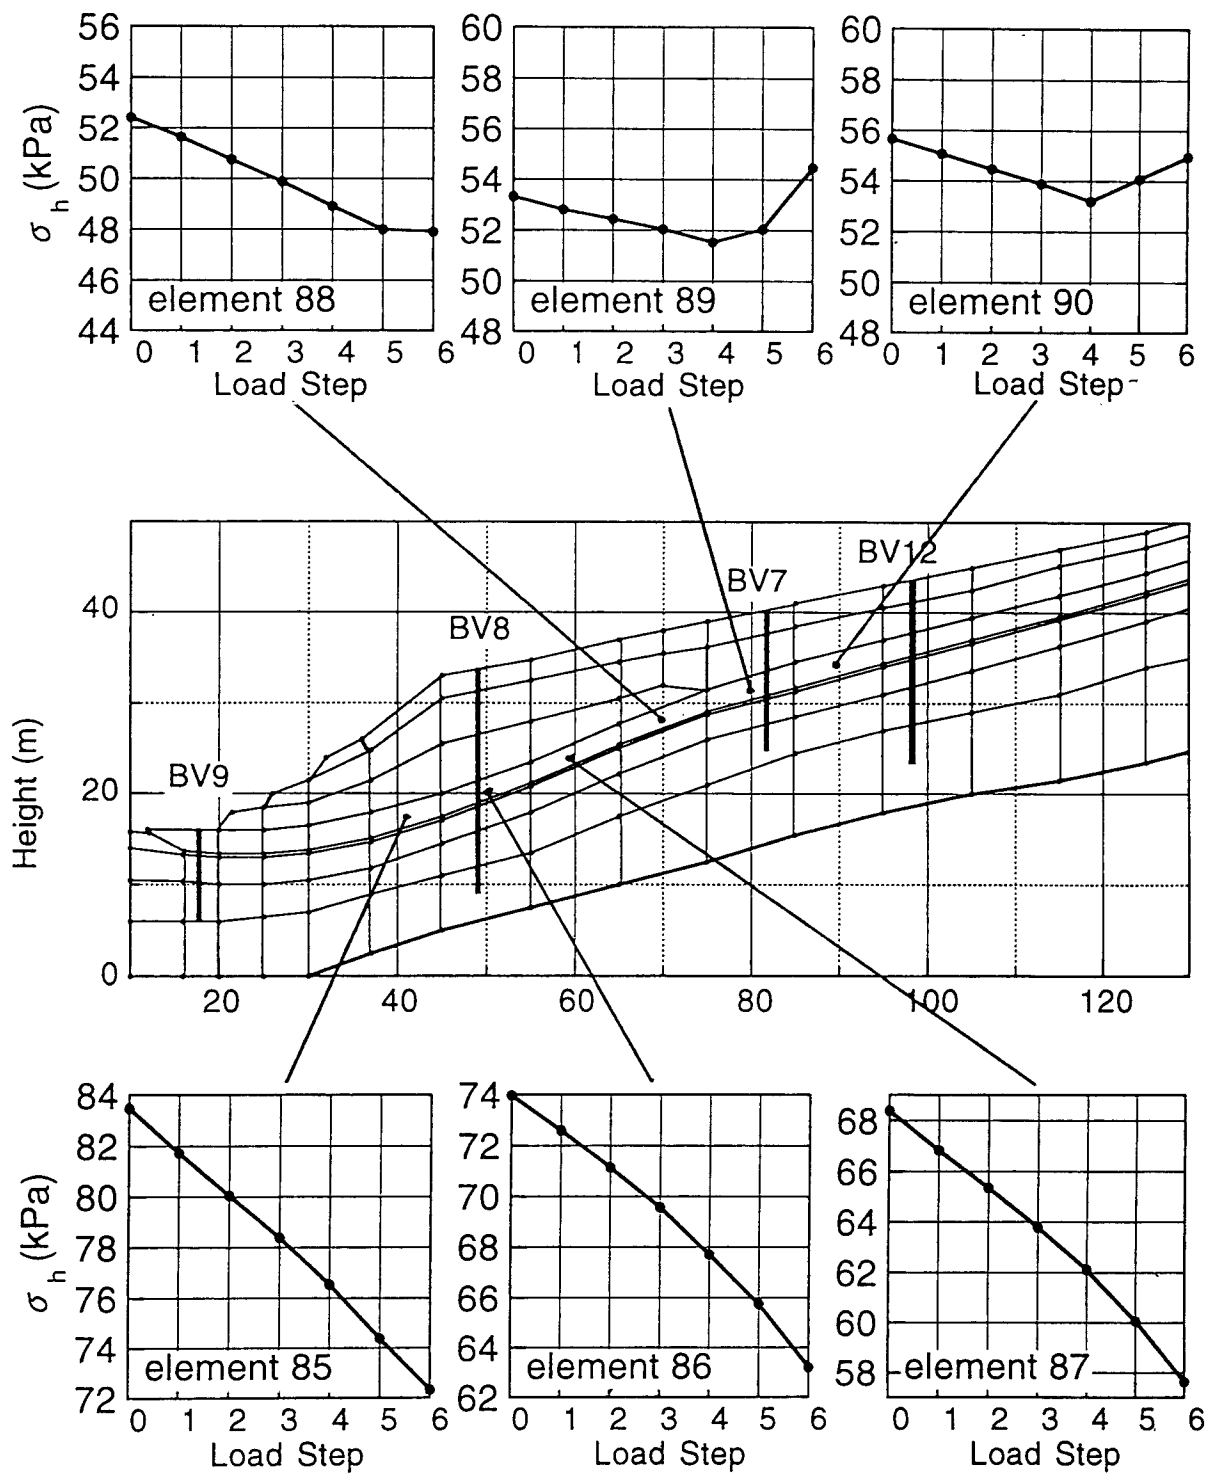 56
54
52
50
48
46
44
σh (kPa)
element 88
0 1 2 3 4 5 6
Load Step
60
58
56
54
52
50
48
element 89
0 1 2 3 4 5 6
Load Step
60
58
56
54
52
50
48
element 90
0 1 2 3 4 5 6
Load Step
Height (m)
40
20
0
BV9
BV8
BV7
BV12
20 40 60 80 100 120
84
82
80
78
76
74
72
σh (kPa)
element 85
0 1 2 3 4 5 6
Load Step
74
72
70
68
66
64
62
element 86
0 1 2 3 4 5 6
Load Step
68
66
64
62
60
58
element 87
0 1 2 3 4 5 6
Load Step